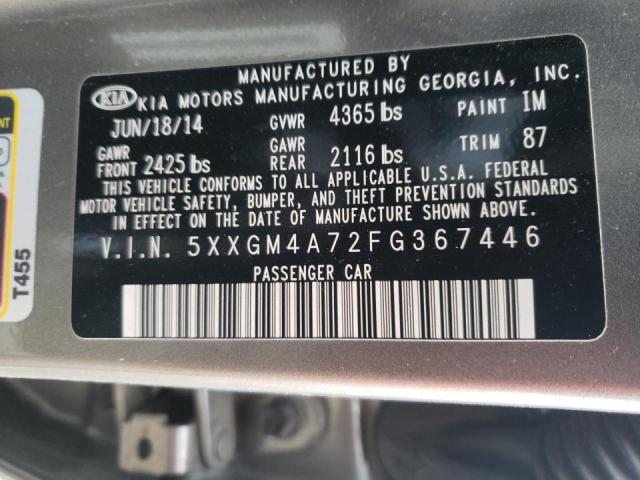 MANUFACTURED BY
KIA KIA MOTORS MANUFACTURING GEORGIA, INC.
JUN/18/14 GVWR 4365 lbs PAINT IM
GAWR FRONT 2425 lbs GAWR REAR 2116 lbs TRIM 87
THIS VEHICLE CONFORMS TO ALL APPLICABLE U.S.A. FEDERAL
MOTOR VEHICLE SAFETY, BUMPER, AND THEFT PREVENTION STANDARDS
IN EFFECT ON THE DATE OF MANUFACTURE SHOWN ABOVE.
V.I.N. 5XXGM4A72FG367446
PASSENGER CAR
T455